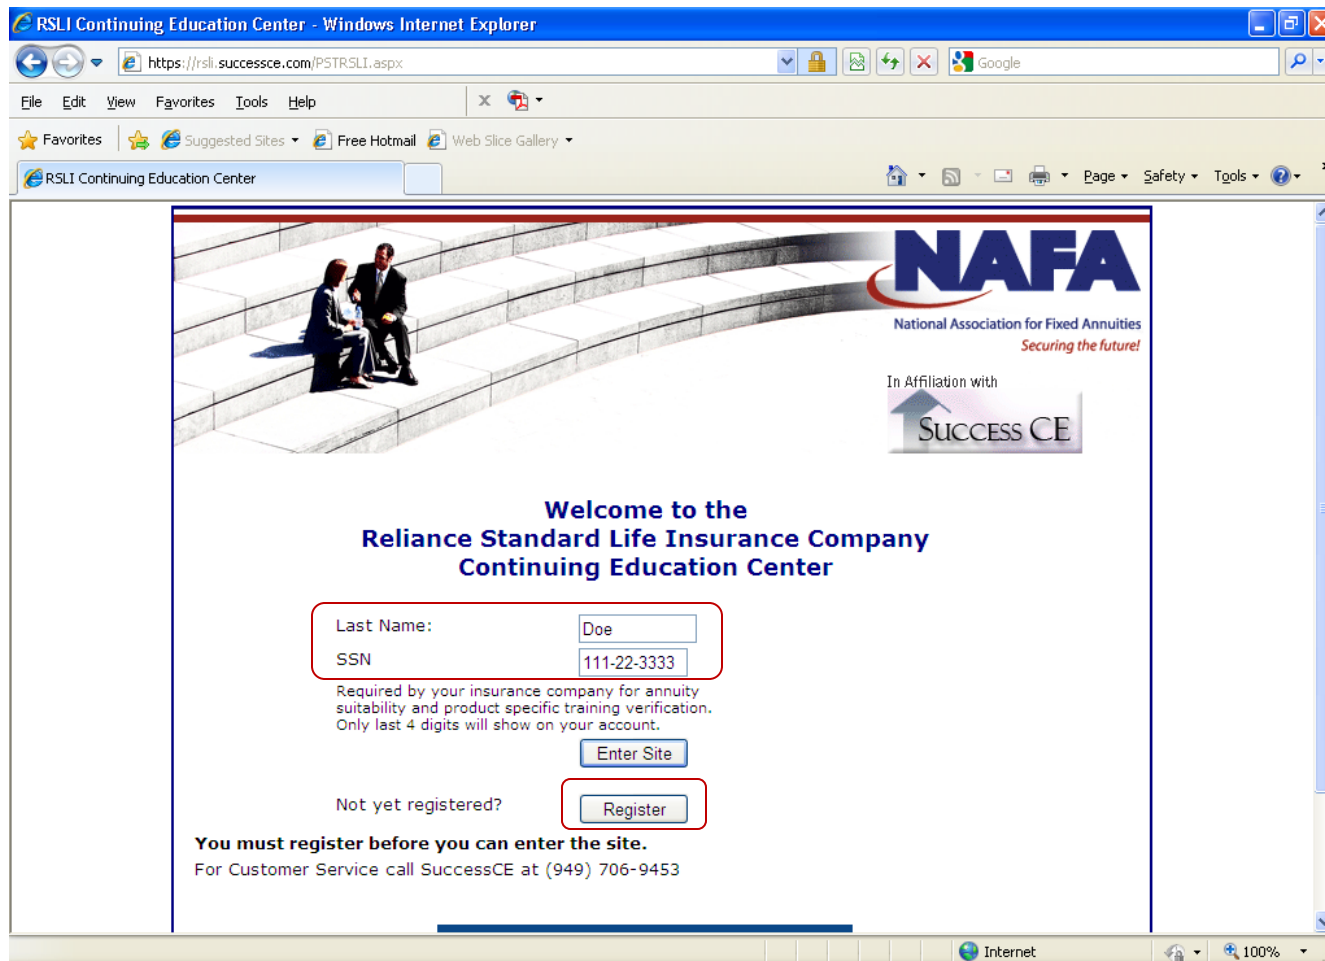 RSLI Continuing Education Center - Windows Internet Explorer
https://rsli.successce.com/PSTRSLI.aspx
Google
File Edit View Favorites Tools Help
x
Favorites Suggested Sites Free Hotmail Web Slice Gallery
RSLI Continuing Education Center
Page Safety Tools
NAFA
National Association for Fixed Annuities
Securing the future!
In Affiliation with
SUCCESS CE
Welcome to the
Reliance Standard Life Insurance Company
Continuing Education Center
Last Name: Doe
SSN 111-22-3333
Required by your insurance company for annuity
suitability and product specific training verification.
Only last 4 digits will show on your account.
Enter Site
Not yet registered? Register
You must register before you can enter the site.
For Customer Service call SuccessCE at (949) 706-9453
Internet 100%